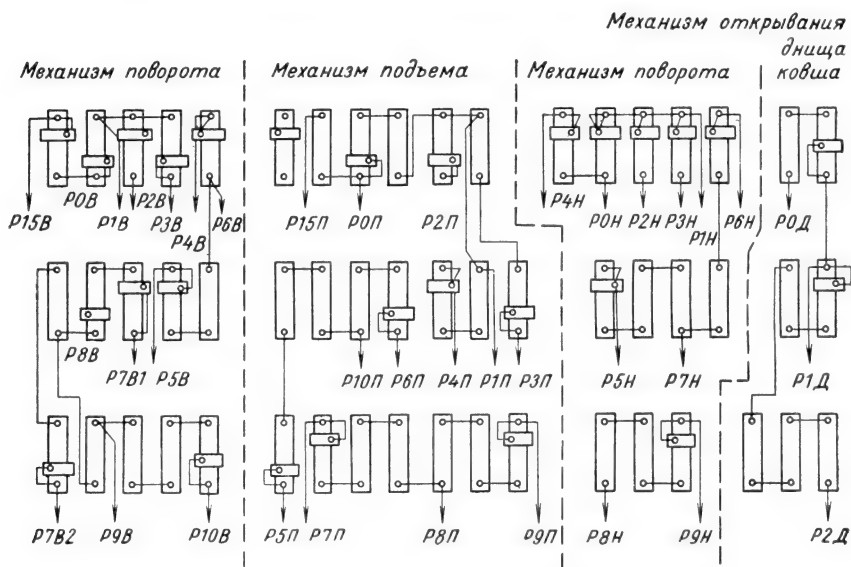 Механизм открывания
днища
ковша
Механизм поворота
Механизм подъема
Механизм поворота
Р15В
Р0В
Р1В
Р2В
Р3В
Р4В
Р6В
Р15П
Р0П
Р2П
Р4Н
Р0Н
Р2Н
Р3Н
Р1Н
Р6Н
Р0Д
Р8В
Р7В1
Р5В
Р10П
Р6П
Р4П
Р1П
Р3П
Р5Н
Р7Н
Р1Д
Р7В2
Р9В
Р10В
Р5П
Р7П
Р8П
Р9П
Р8Н
Р9Н
Р2Д